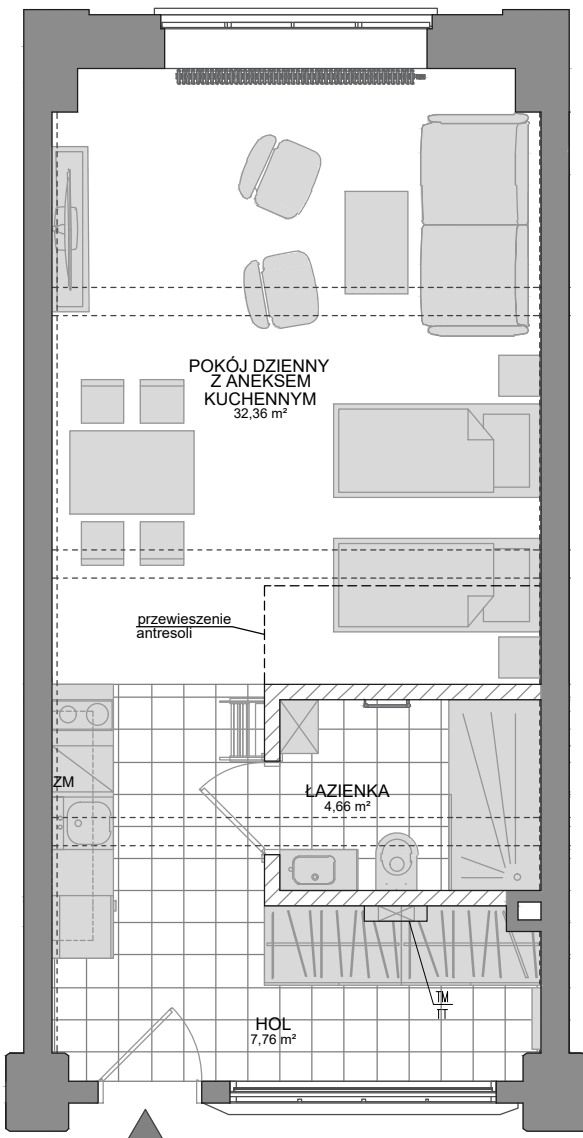 POKÓJ DZIENNY
Z ANEKSEM
KUCHENNYM
32,36 m²
przewieszenie
antresoli
ZM
ŁAZIENKA
4,66 m²
TM
TT
HOL
7,76 m²